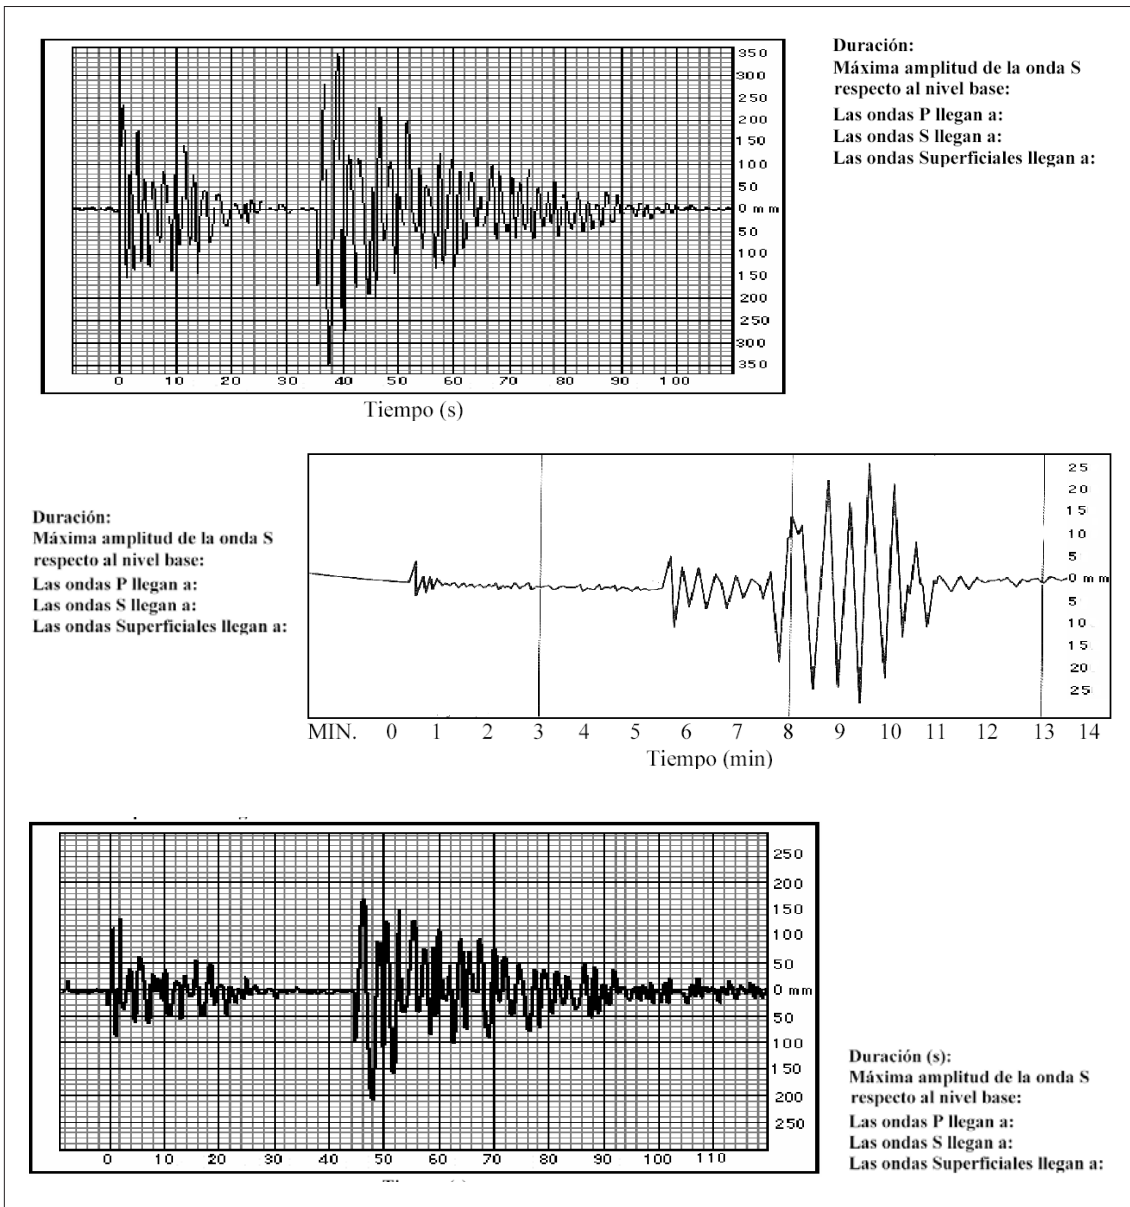 350
300
250
200
150
100
50
0 mm
50
100
150
200
250
300
350
0 10 20 30 40 50 60 70 80 90 100
Tiempo (s)
Duración:
Máxima amplitud de la onda S
respecto al nivel base:
Las ondas P llegan a:
Las ondas S llegan a:
Las ondas Superficiales llegan a:
Duración:
Máxima amplitud de la onda S
respecto al nivel base:
Las ondas P llegan a:
Las ondas S llegan a:
Las ondas Superficiales llegan a:
25
20
15
10
5
0 mm
5
10
15
20
25
MIN. 0 1 2 3 4 5 6 7 8 9 10 11 12 13 14
Tiempo (min)
250
200
150
100
50
0 mm
50
100
150
200
250
0 10 20 30 40 50 60 70 80 90 100 110
Duración (s):
Máxima amplitud de la onda S
respecto al nivel base:
Las ondas P llegan a:
Las ondas S llegan a:
Las ondas Superficiales llegan a: